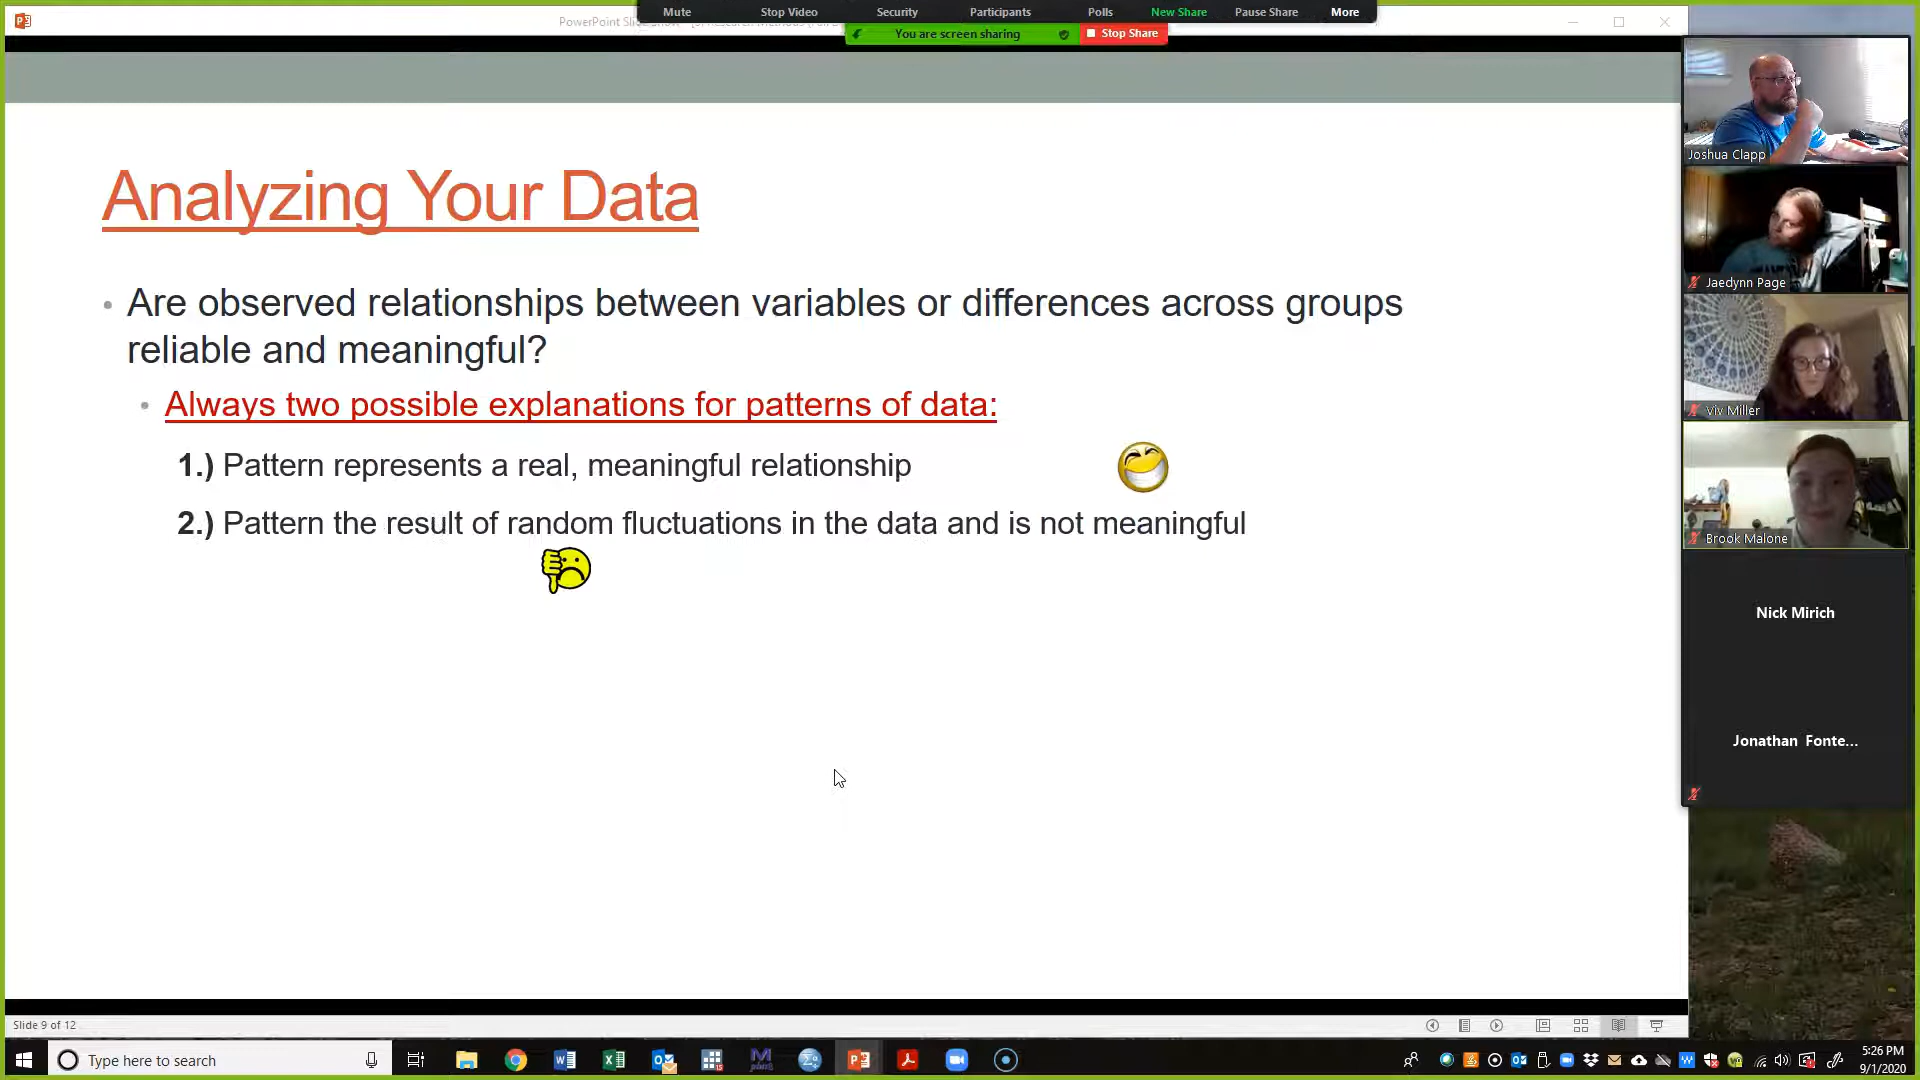 Mute Stop Video Security Participants Polls New Share Pause Share More
You are screen sharing Stop Share
Analyzing Your Data
• Are observed relationships between variables or differences across groups
reliable and meaningful?
• Always two possible explanations for patterns of data:
1.) Pattern represents a real, meaningful relationship
2.) Pattern the result of random fluctuations in the data and is not meaningful
Joshua Clapp
Jaedynn Page
Viv Miller
Brook Malone
Nick Mirich
Jonathan Fonte...
Slide 9 of 12
Type here to search
5:26 PM
9/1/2020